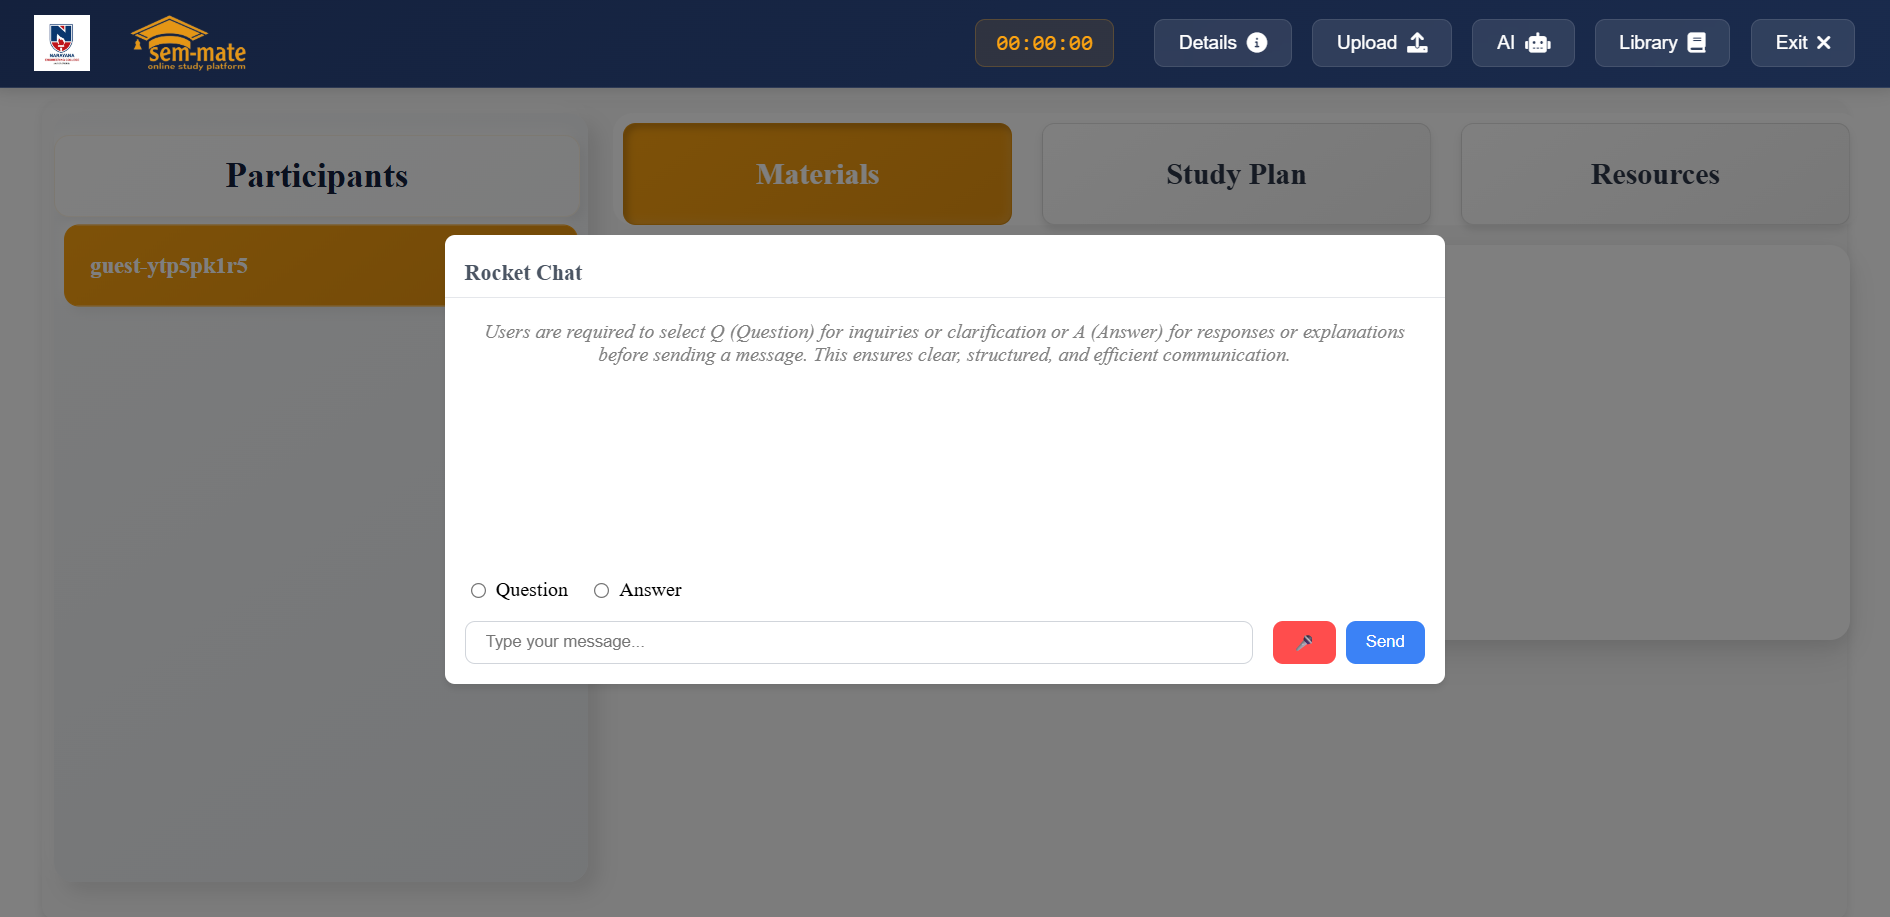 NARAYANA
sem-mate
online study platform
00:00:00
Details
Upload
AI
Library
Exit
Participants
Materials
Study Plan
Resources
guest-ytp5pk1r5
Rocket Chat
Users are required to select Q (Question) for inquiries or clarification or A (Answer) for responses or explanations
before sending a message. This ensures clear, structured, and efficient communication.
Question
Answer
Type your message...
Send